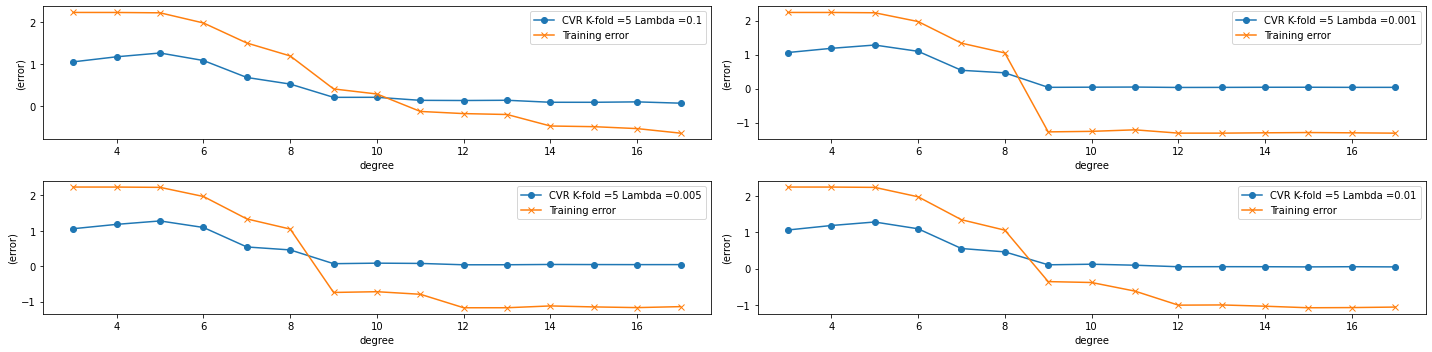 CVR K-fold =5 Lambda =0.1
Training error
(error)
2
1
0
4 6 8 10 12 14 16
degree
CVR K-fold =5 Lambda =0.001
Training error
(error)
2
1
0
−1
4 6 8 10 12 14 16
degree
CVR K-fold =5 Lambda =0.005
Training error
(error)
2
1
0
−1
4 6 8 10 12 14 16
degree
CVR K-fold =5 Lambda =0.01
Training error
(error)
2
1
0
−1
4 6 8 10 12 14 16
degree